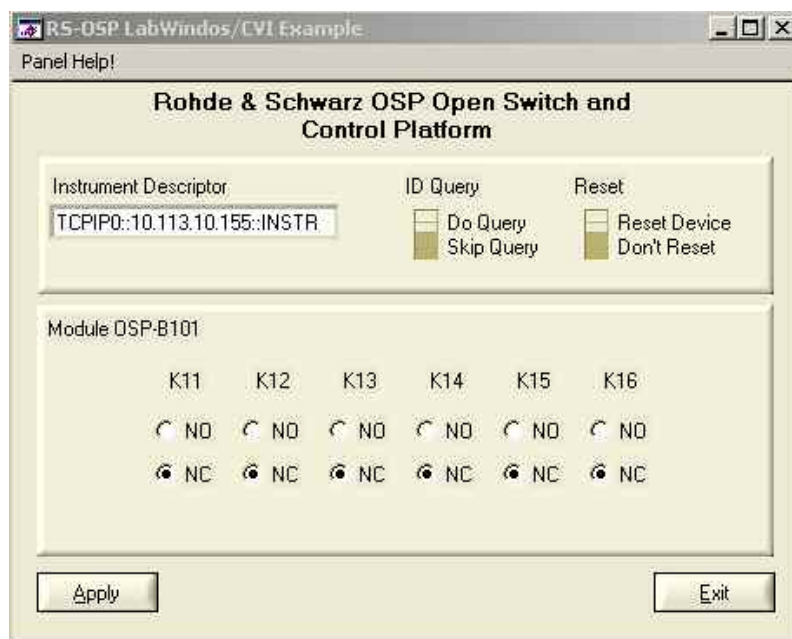 RS-OSP LabWindos/CVI Example
Panel Help!
Rohde & Schwarz OSP Open Switch and
Control Platform
Instrument Descriptor
ID Query
Reset
TCPIP0::10.113.10.155::INSTR
Do Query
Reset Device
Skip Query
Don't Reset
Module OSP-B101
K11 K12 K13 K14 K15 K16
NO NO NO NO NO NO
NC NC NC NC NC NC
Apply
Exit